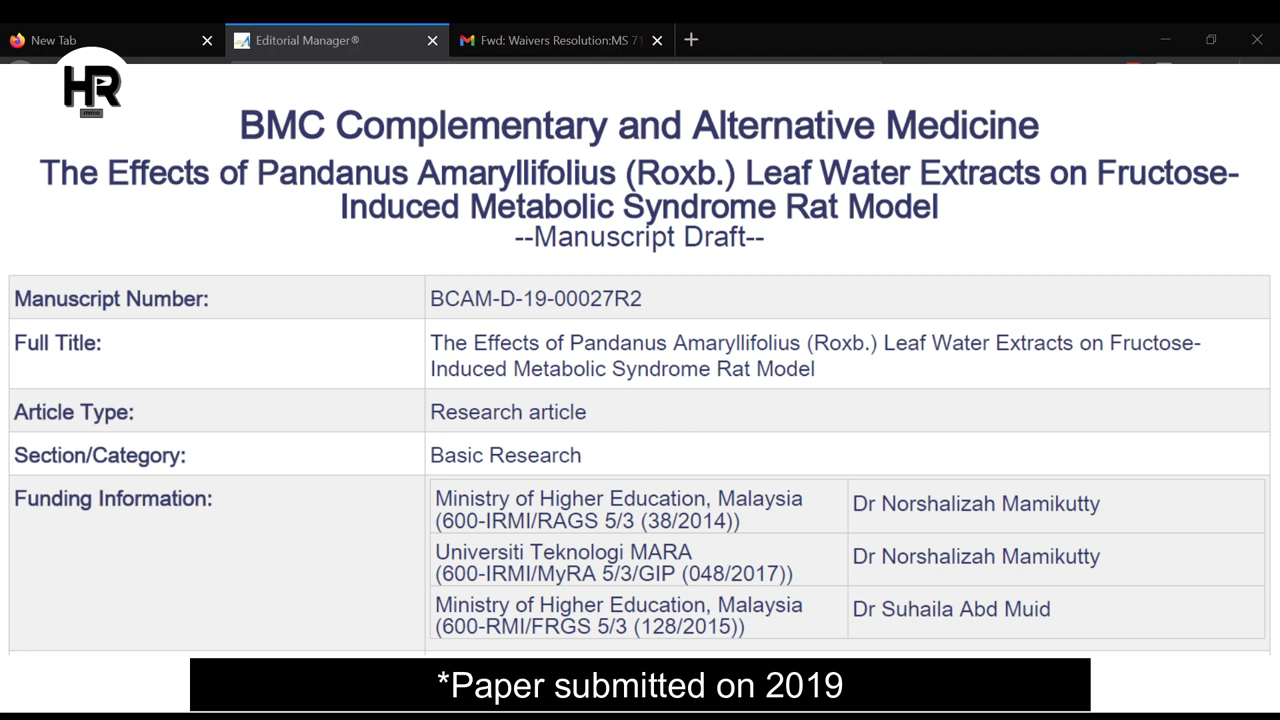 New Tab
Editorial Manager®
Fwd: Waivers Resolution:MS 71
HR
BMC Complementary and Alternative Medicine
The Effects of Pandanus Amaryllifolius (Roxb.) Leaf Water Extracts on Fructose-
Induced Metabolic Syndrome Rat Model
--Manuscript Draft--
Manuscript Number:
BCAM-D-19-00027R2
Full Title:
The Effects of Pandanus Amaryllifolius (Roxb.) Leaf Water Extracts on Fructose-
Induced Metabolic Syndrome Rat Model
Article Type:
Research article
Section/Category:
Basic Research
Funding Information:
Ministry of Higher Education, Malaysia
(600-IRMI/RAGS 5/3 (38/2014))
Dr Norshalizah Mamikutty
Universiti Teknologi MARA
(600-IRMI/MyRA 5/3/GIP (048/2017))
Dr Norshalizah Mamikutty
Ministry of Higher Education, Malaysia
(600-RMI/FRGS 5/3 (128/2015))
Dr Suhaila Abd Muid
*Paper submitted on 2019